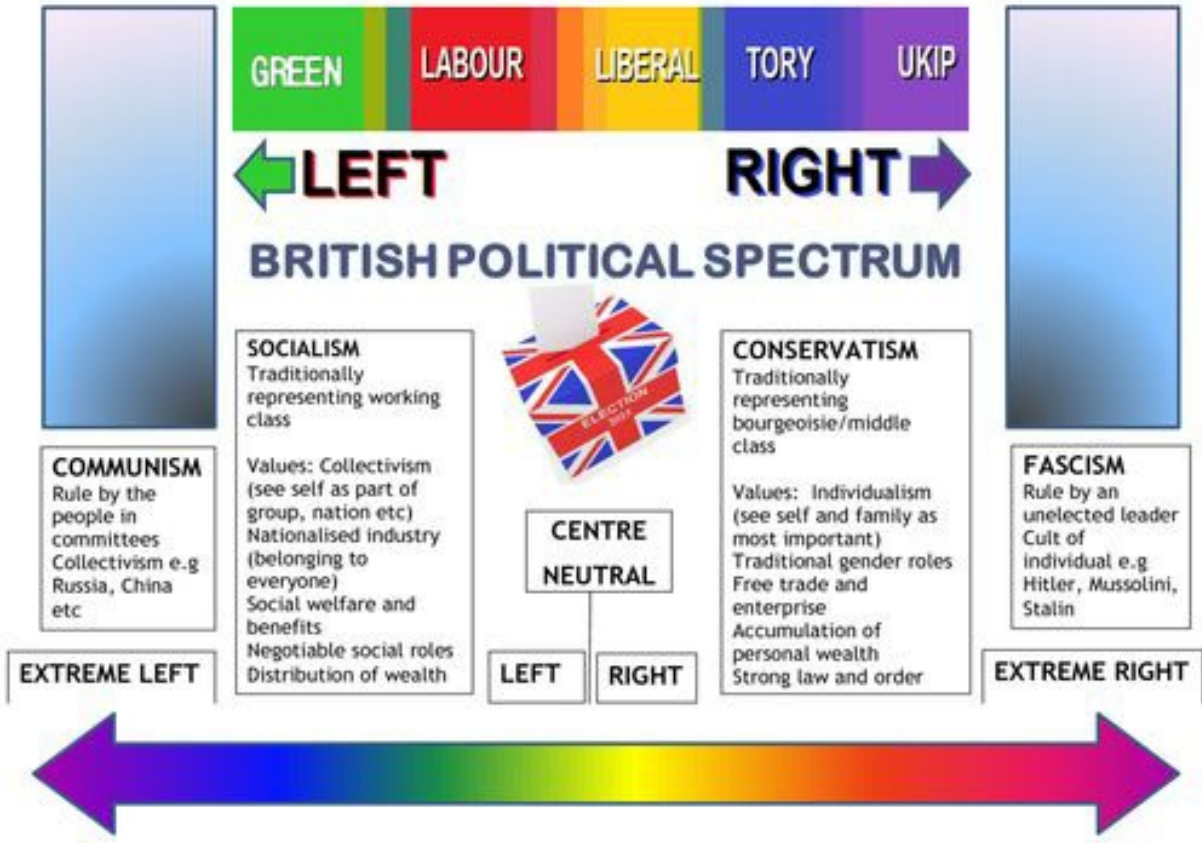 GREEN
LABOUR
LIBERAL
TORY
UKIP
LEFT
RIGHT
BRITISH POLITICAL SPECTRUM
COMMUNISM
Rule by the
people in
committees
Collectivism e.g
Russia, China
etc
EXTREME LEFT
SOCIALISM
Traditionally
representing working
class
Values: Collectivism
(see self as part of
group, nation etc)
Nationalised industry
(belonging to
everyone)
Social welfare and
benefits
Negotiable social roles
Distribution of wealth
ELECTION
CENTRE
NEUTRAL
LEFT
RIGHT
CONSERVATISM
Traditionally
representing
bourgeoisie/middle
class
Values: Individualism
(see self and family as
most important)
Traditional gender roles
Free trade and
enterprise
Accumulation of
personal wealth
Strong law and order
FASCISM
Rule by an
unelected leader
Cult of
individual e.g
Hitler, Mussolini,
Stalin
EXTREME RIGHT